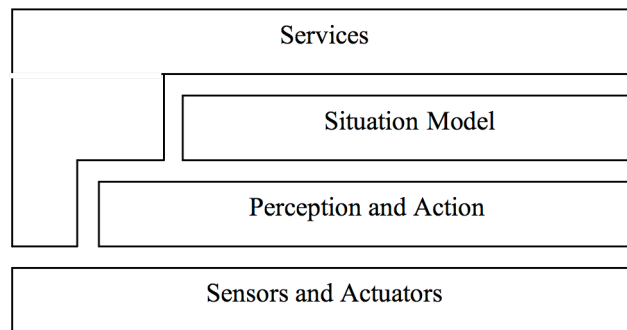 Services
Situation Model
Perception and Action
Sensors and Actuators